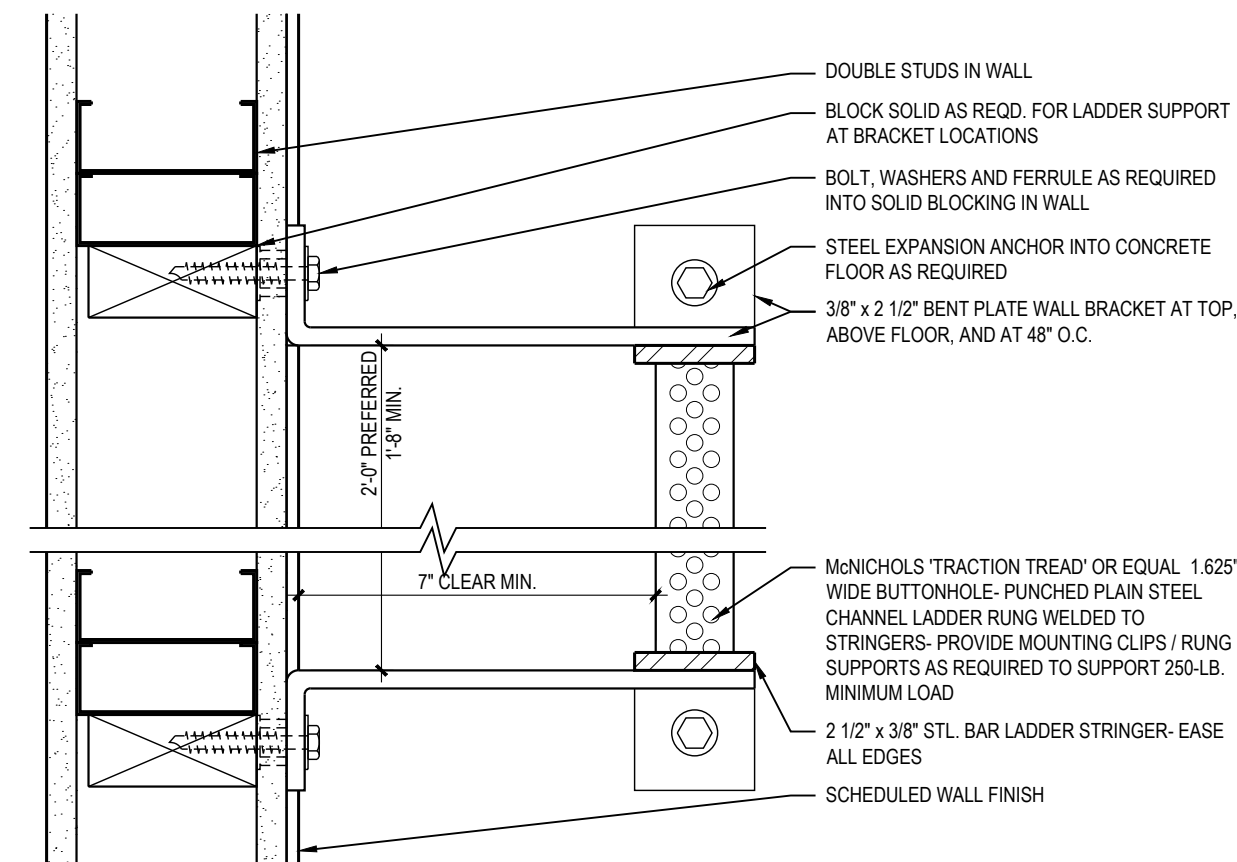 DOUBLE STUDS IN WALL
BLOCK SOLID AS REQD. FOR LADDER SUPPORT
AT BRACKET LOCATIONS
BOLT, WASHERS AND FERRULE AS REQUIRED
INTO SOLID BLOCKING IN WALL
STEEL EXPANSION ANCHOR INTO CONCRETE
FLOOR AS REQUIRED
3/8" x 2 1/2" BENT PLATE WALL BRACKET AT TOP,
ABOVE FLOOR, AND AT 48" O.C.
2'-0" PREFERRED
1'-8" MIN.
7" CLEAR MIN.
McNICHOLS 'TRACTION TREAD' OR EQUAL 1.625"
WIDE BUTTONHOLE- PUNCHED PLAIN STEEL
CHANNEL LADDER RUNG WELDED TO
STRINGERS- PROVIDE MOUNTING CLIPS / RUNG
SUPPORTS AS REQUIRED TO SUPPORT 250-LB.
MINIMUM LOAD
2 1/2" x 3/8" STL. BAR LADDER STRINGER- EASE
ALL EDGES
SCHEDULED WALL FINISH